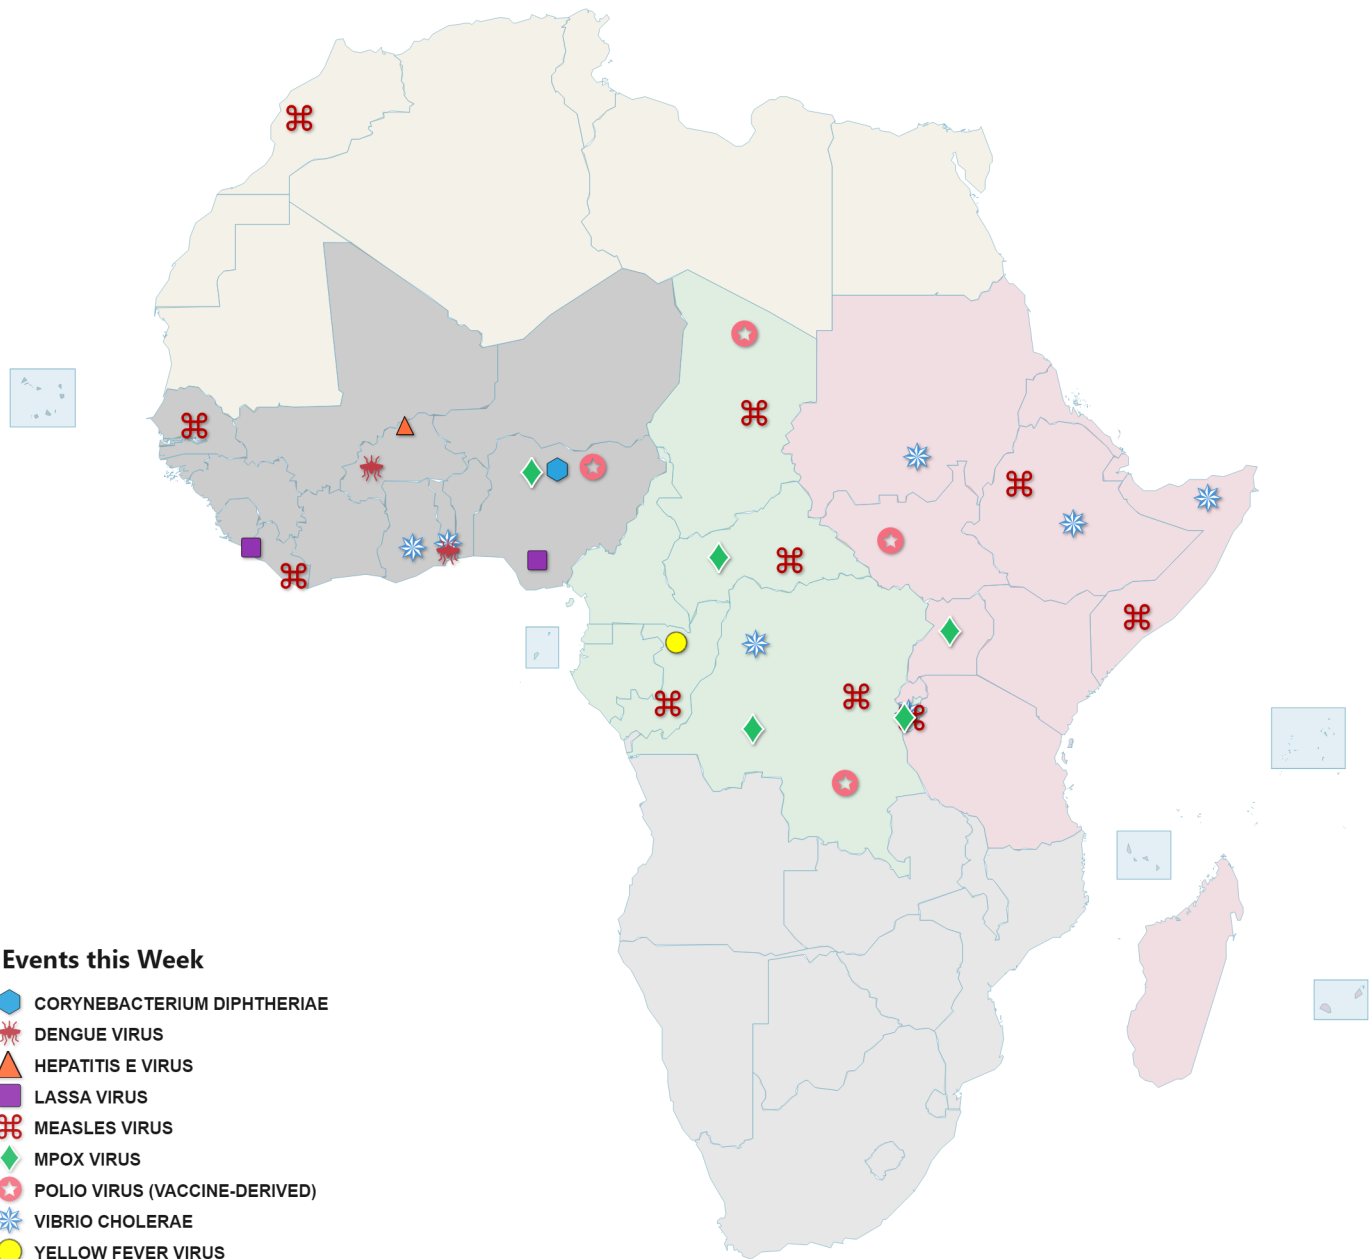 Events this Week
CORYNEBACTERIUM DIPHTHERIAE
DENGUE VIRUS
HEPATITIS E VIRUS
LASSA VIRUS
MEASLES VIRUS
MPOX VIRUS
POLIO VIRUS (VACCINE-DERIVED)
VIBRIO CHOLERAE
YELLOW FEVER VIRUS